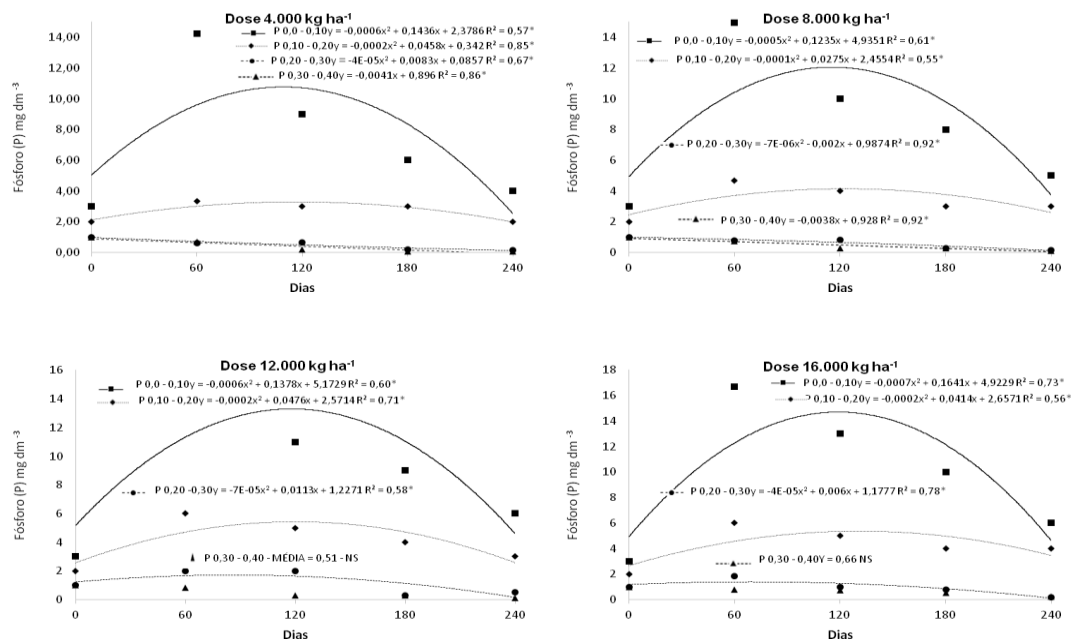 Dose 4.000 kg ha⁻¹
P 0,0 - 0,10y = -0,0006x² + 0,1436x + 2,3786 R² = 0,57*
P 0,10 - 0,20y = -0,0002x² + 0,0458x + 0,342 R² = 0,85*
P 0,20 - 0,30y = -4E-05x² + 0,0083x + 0,0857 R² = 0,67*
P 0,30 - 0,40y = -0,0041x + 0,896 R² = 0,86*
Fósforo (P) mg dm ⁻³
14,00
12,00
10,00
8,00
6,00
4,00
2,00
0,00
0 60 120 180 240
Dias
Dose 8.000 kg ha⁻¹
P 0,0 - 0,10y = -0,0005x² + 0,1235x + 4,9351 R² = 0,61*
P 0,10 - 0,20y = -0,0001x² + 0,0275x + 2,4554 R² = 0,55*
P 0,20 - 0,30y = -7E-06x² - 0,002x + 0,9874 R² = 0,92*
P 0,30 - 0,40y = -0,0038x + 0,928 R² = 0,92*
Fósforo (P) mg dm ⁻³
14
12
10
8
6
4
2
0
0 60 120 180 240
Dias
Dose 12.000 kg ha⁻¹
P 0,0 - 0,10y = -0,0006x² + 0,1378x + 5,1729 R² = 0,60*
P 0,10 - 0,20y = -0,0002x² + 0,0476x + 2,5714 R² = 0,71*
P 0,20 - 0,30y = -7E-05x² + 0,0113x + 1,2271 R² = 0,58*
P 0,30 - 0,40 - MÉDIA = 0,51 - NS
Fósforo (P) mg dm ⁻³
16
14
12
10
8
6
4
2
0
0 60 120 180 240
Dias
Dose 16.000 kg ha⁻¹
P 0,0 - 0,10y = -0,0007x² + 0,1641x + 4,9229 R² = 0,73*
P 0,10 - 0,20y = -0,0002x² + 0,0414x + 2,6571 R² = 0,56*
P 0,20 - 0,30y = -4E-05x² + 0,006x + 1,1777 R² = 0,78*
P 0,30 - 0,40Y = 0,66 NS
Fósforo (P) mg dm ⁻³
18
16
14
12
10
8
6
4
2
0
0 60 120 180 240
Dias